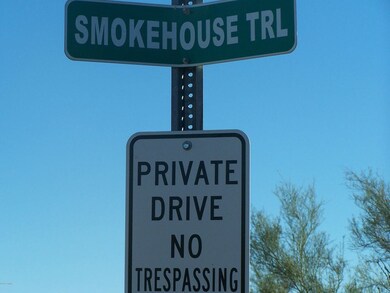 SMOKEHOUSE TRL
PRIVATE
DRIVE
NO
TRESPASSING